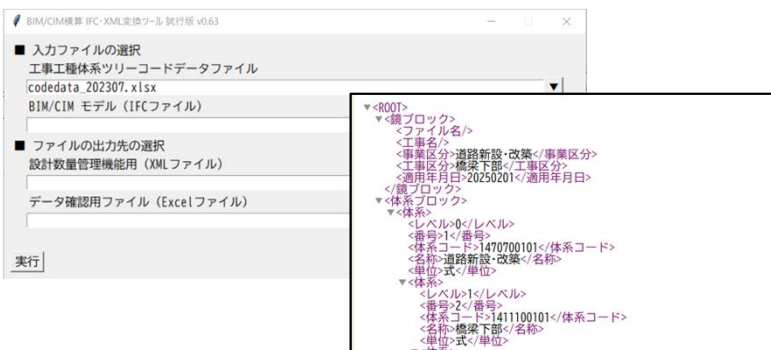 BIM/CIM積算 IFC-XML変換ツール 試行版 v0.63
■ 入力ファイルの選択
工事工種体系ツリーコードデータファイル
codedata_202307.xlsx
BIM/CIM モデル (IFCファイル)
■ ファイルの出力先の選択
設計数量管理機能用 (XMLファイル)
データ確認用ファイル (Excelファイル)
実行
▼<ROOT>
▼<鏡ブロック>
<ファイル名/>
<工事名/>
<事業区分>道路新設・改築</事業区分>
<工事区分>橋梁下部</工事区分>
<適用年月日>20250201</適用年月日>
</鏡ブロック>
▼<体系ブロック>
▼<体系>
<レベル>0</レベル>
<番号>1</番号>
<体系コード>1470700101</体系コード>
<名称>道路新設・改築</名称>
<単位>式</単位>
▼<体系>
<レベル>1</レベル>
<番号>2</番号>
<体系コード>1411100101</体系コード>
<名称>橋梁下部</名称>
<単位>式</単位>